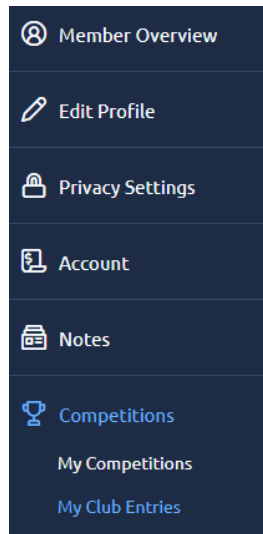 Member Overview
Edit Profile
Privacy Settings
Account
Notes
Competitions
My Competitions
My Club Entries